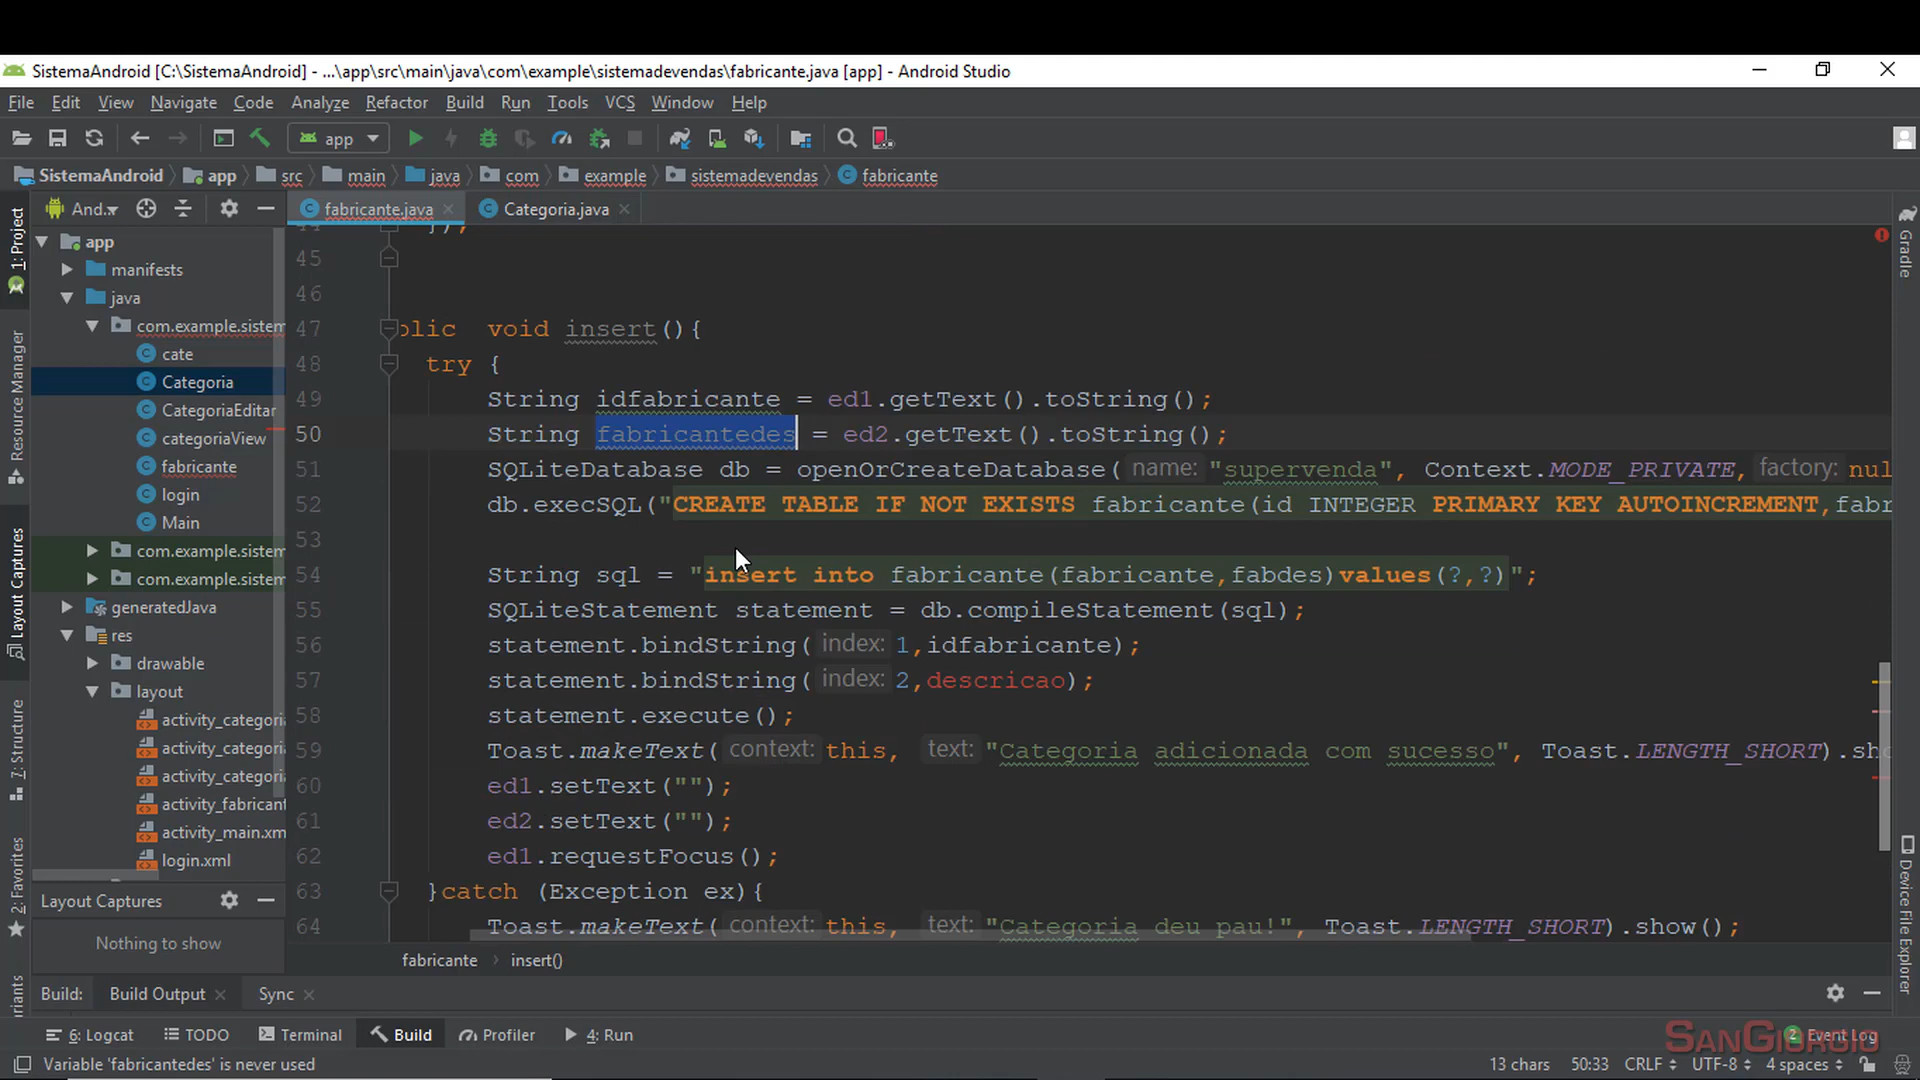 SistemaAndroid [C:\SistemaAndroid] - ...\app\src\main\java\com\example\sistemadevendas\fabricante.java [app] - Android Studio
File Edit View Navigate Code Analyze Refactor Build Run Tools VCS Window Help
app
SistemaAndroid app src main java com example sistemadevendas fabricante
And.. fabricante.java Categoria.java
1: Project
Resource Manager
Layout Captures
7: Structure
2: Favorites
Gradle
Device File Explorer
app
manifests
java
com.example.sistem
cate
Categoria
CategoriaEditar
categoriaView
fabricante
login
Main
com.example.sistem
com.example.sistem
generatedJava
res
drawable
layout
activity_categori
activity_categori
activity_categori
activity_fabricant
activity_main.xm
login.xml
Layout Captures
Nothing to show
44 });
45
46
47 olic void insert(){
48 try {
49 String idfabricante = ed1.getText().toString();
50 String fabricantedes = ed2.getText().toString();
51 SQLiteDatabase db = openOrCreateDatabase( name: "supervenda", Context.MODE_PRIVATE, factory: nul
52 db.execSQL("CREATE TABLE IF NOT EXISTS fabricante(id INTEGER PRIMARY KEY AUTOINCREMENT,fabr
53
54 String sql = "insert into fabricante(fabricante,fabdes)values(?,?)";
55 SQLiteStatement statement = db.compileStatement(sql);
56 statement.bindString( index: 1,idfabricante);
57 statement.bindString( index: 2,descricao);
58 statement.execute();
59 Toast.makeText( context: this, text: "Categoria adicionada com sucesso", Toast.LENGTH_SHORT).sho
60 ed1.setText("");
61 ed2.setText("");
62 ed1.requestFocus();
63 }catch (Exception ex){
64 Toast.makeText( context: this, text: "Categoria deu pau!", Toast.LENGTH_SHORT).show();
fabricante insert()
Build: Build Output Sync
6: Logcat TODO Terminal Build Profiler 4: Run 2 Event Log
SANGIORGIO
Variable 'fabricantedes' is never used 13 chars 50:33 CRLF UTF-8 4 spaces